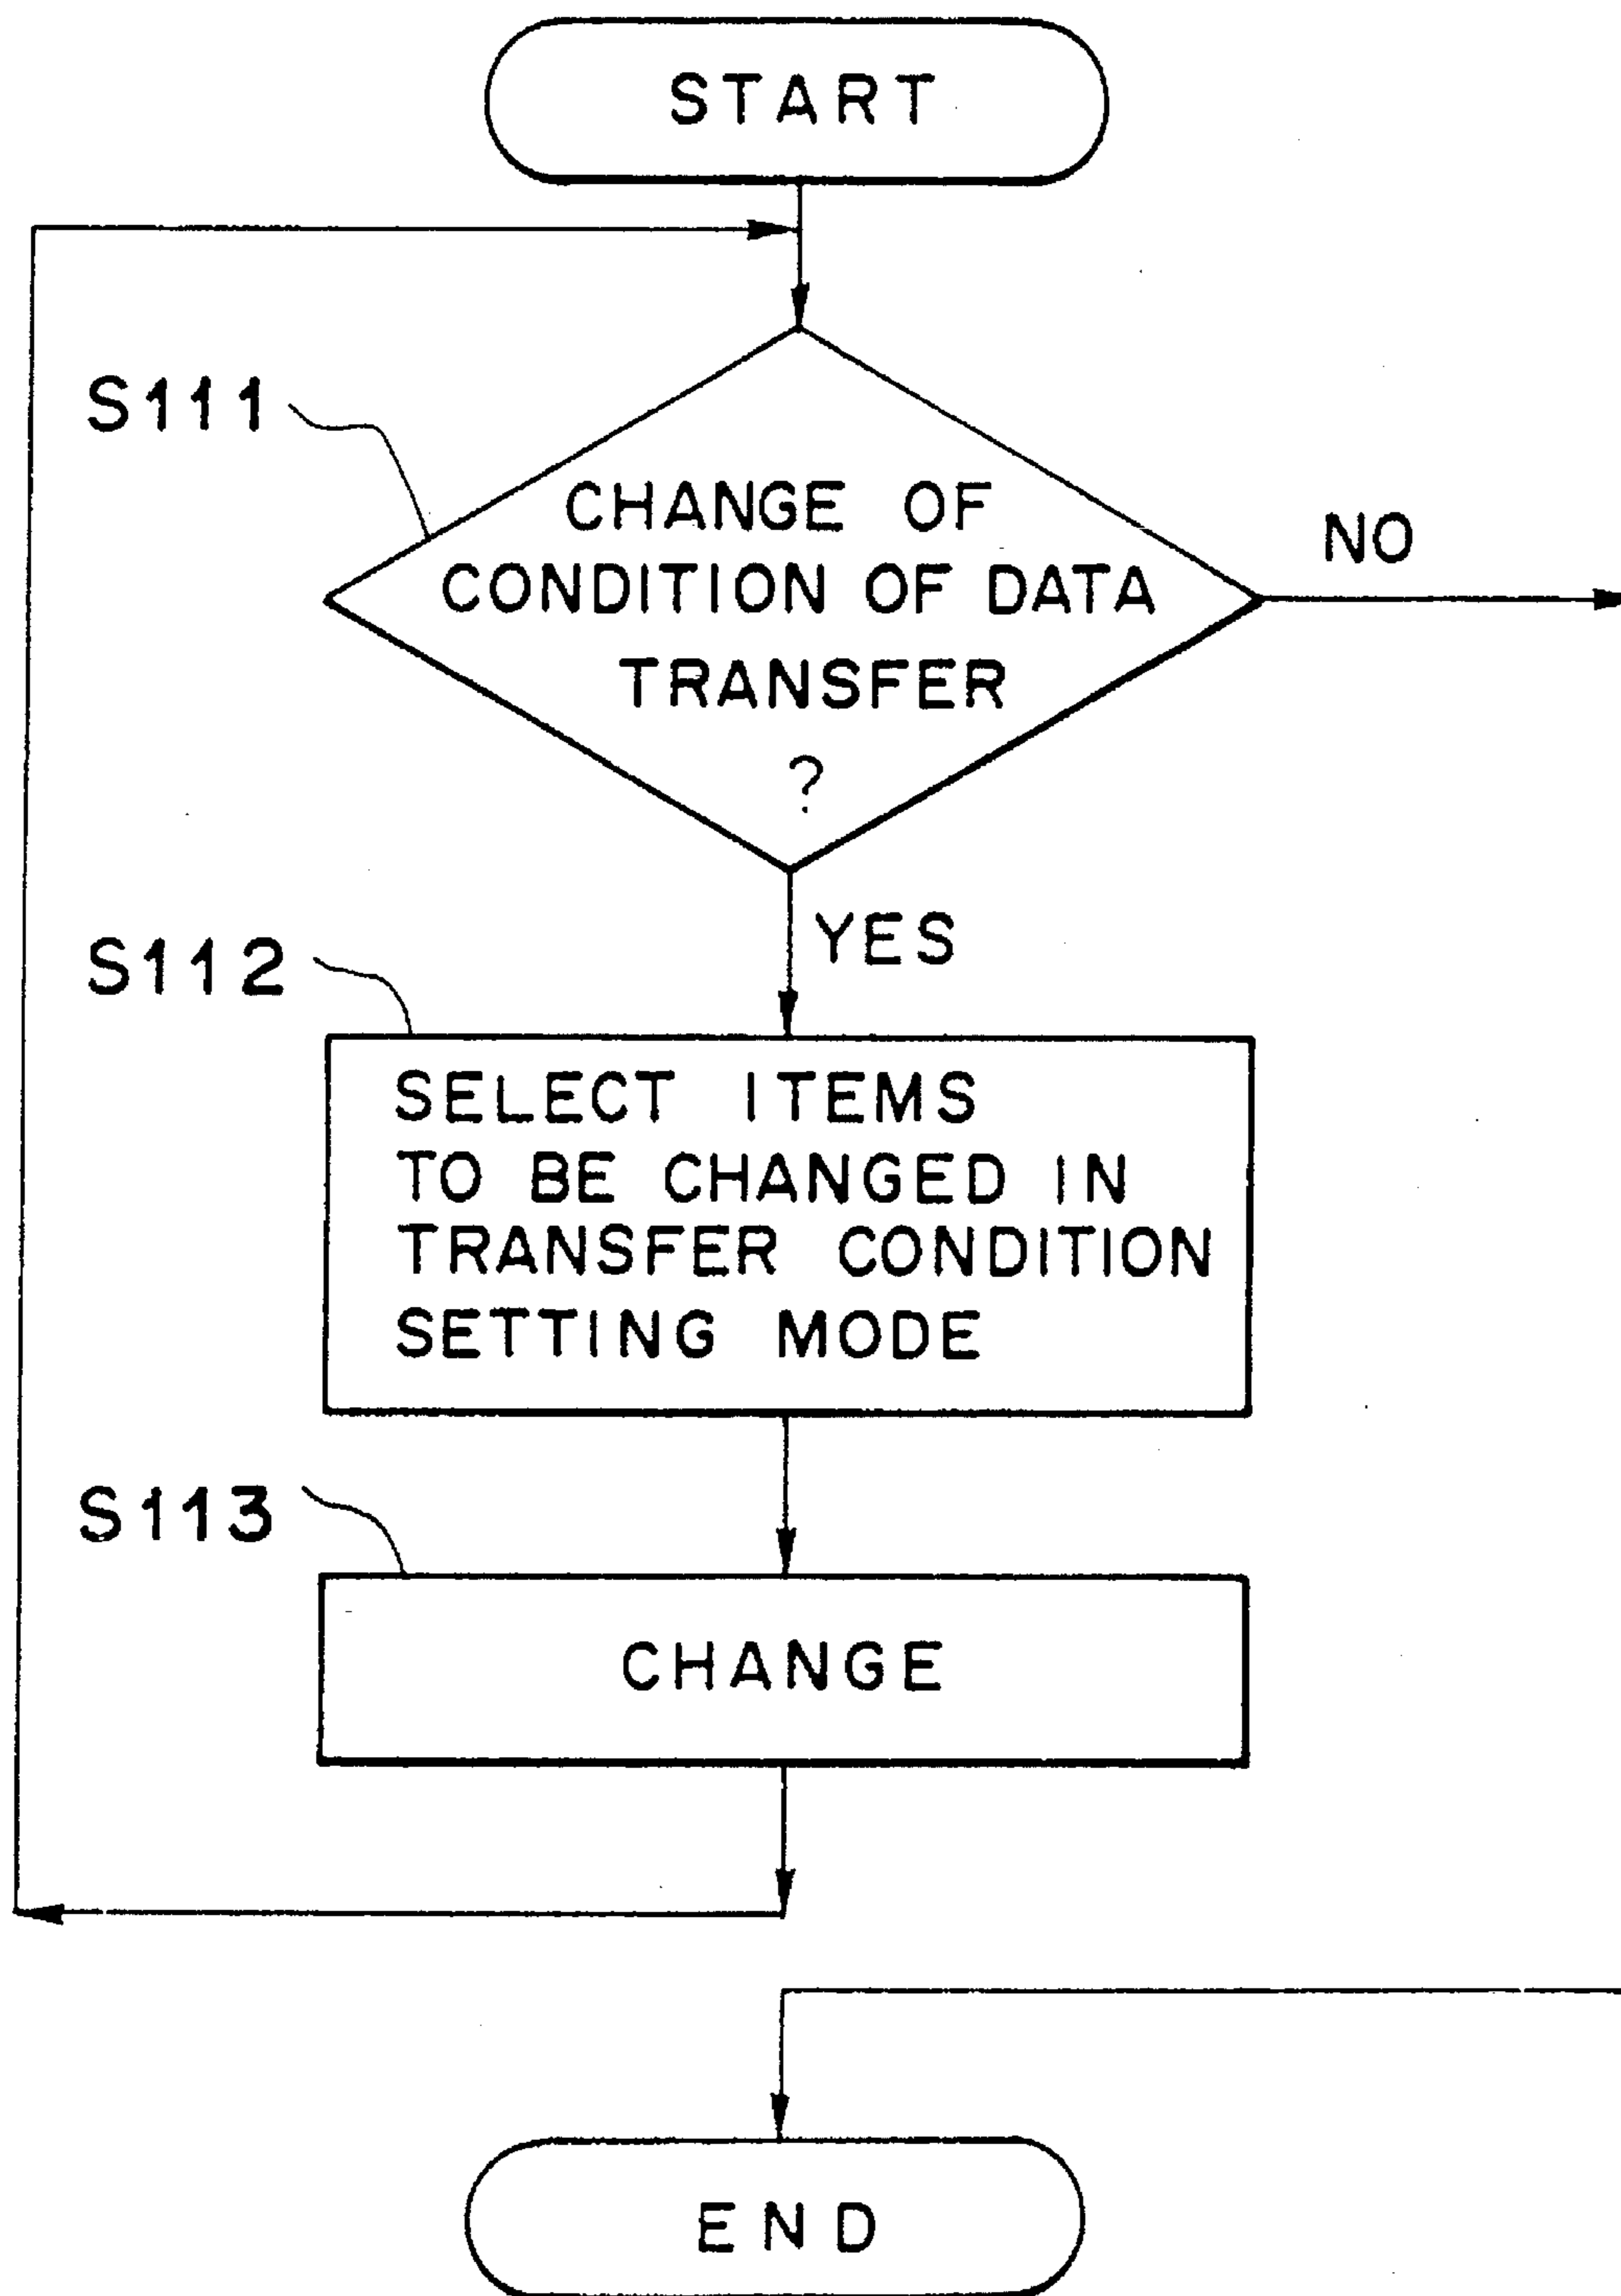 START
S111
CHANGE OF
CONDITION OF DATA
TRANSFER
?
NO
YES
S112
SELECT ITEMS
TO BE CHANGED IN
TRANSFER CONDITION
SETTING MODE
S113
CHANGE
END